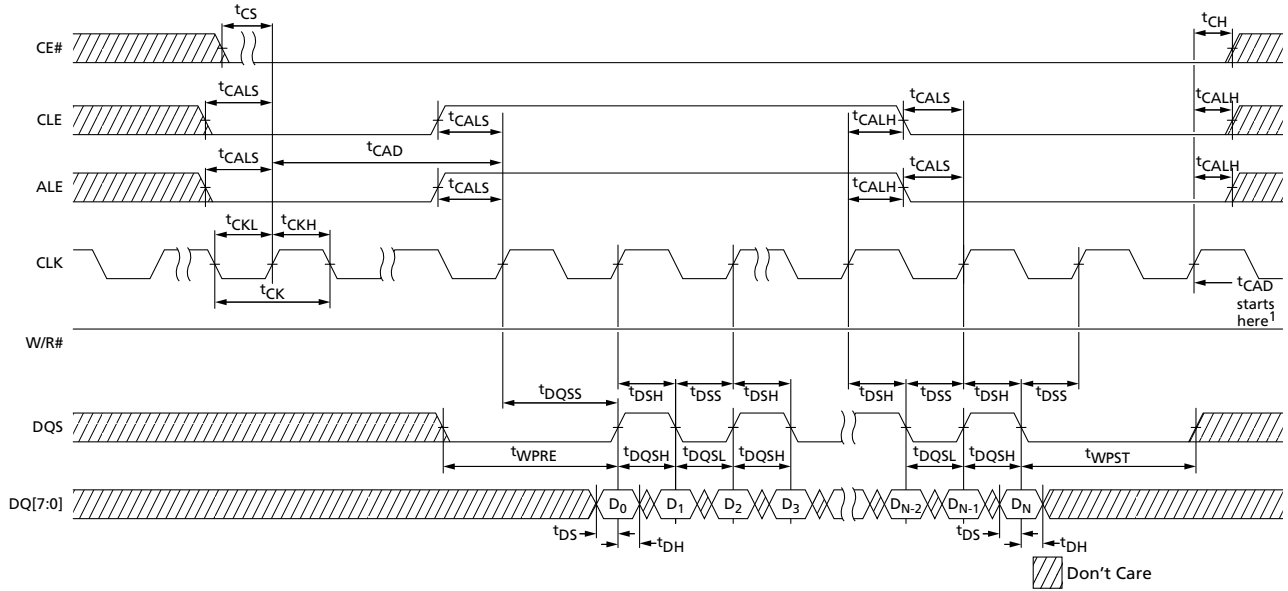 tCS tCH
CE#
tCALS tCALS tCALH
CLE tCALS tCALH
tCAD
tCALS tCALS tCALH
ALE tCALS tCALH
tCKL tCKH
CLK
tCK tCAD
starts
here1
W/R#
tDSH tDSS tDSH tDSH tDSS tDSH tDSS
tDQSS
DQS
tWPRE tDQSH tDQSL tDQSH tDQSL tDQSH tWPST
DQ[7:0] D0 D1 D2 D3 DN-2 DN-1 DN
tDS tDH tDS tDH
Don't Care